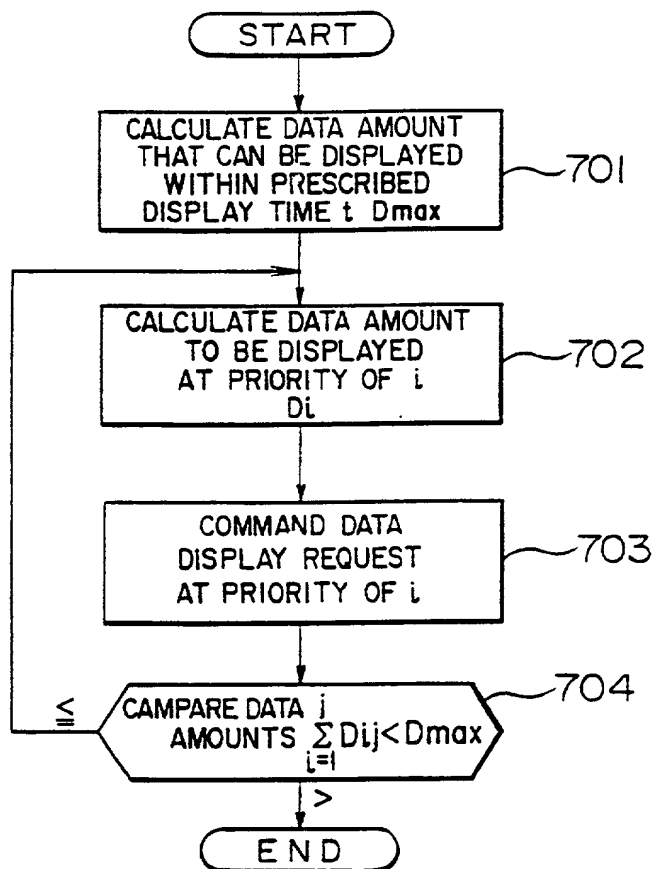 START
CALCULATE DATA AMOUNT
THAT CAN BE DISPLAYED
WITHIN PRESCRIBED
DISPLAY TIME t Dmax
701
CALCULATE DATA AMOUNT
TO BE DISPLAYED
AT PRIORITY OF i
Di
702
COMMAND DATA
DISPLAY REQUEST
AT PRIORITY OF i
703
≦
CAMPARE DATA
AMOUNTS j Σ i=1 Dij<Dmax
704
>
END